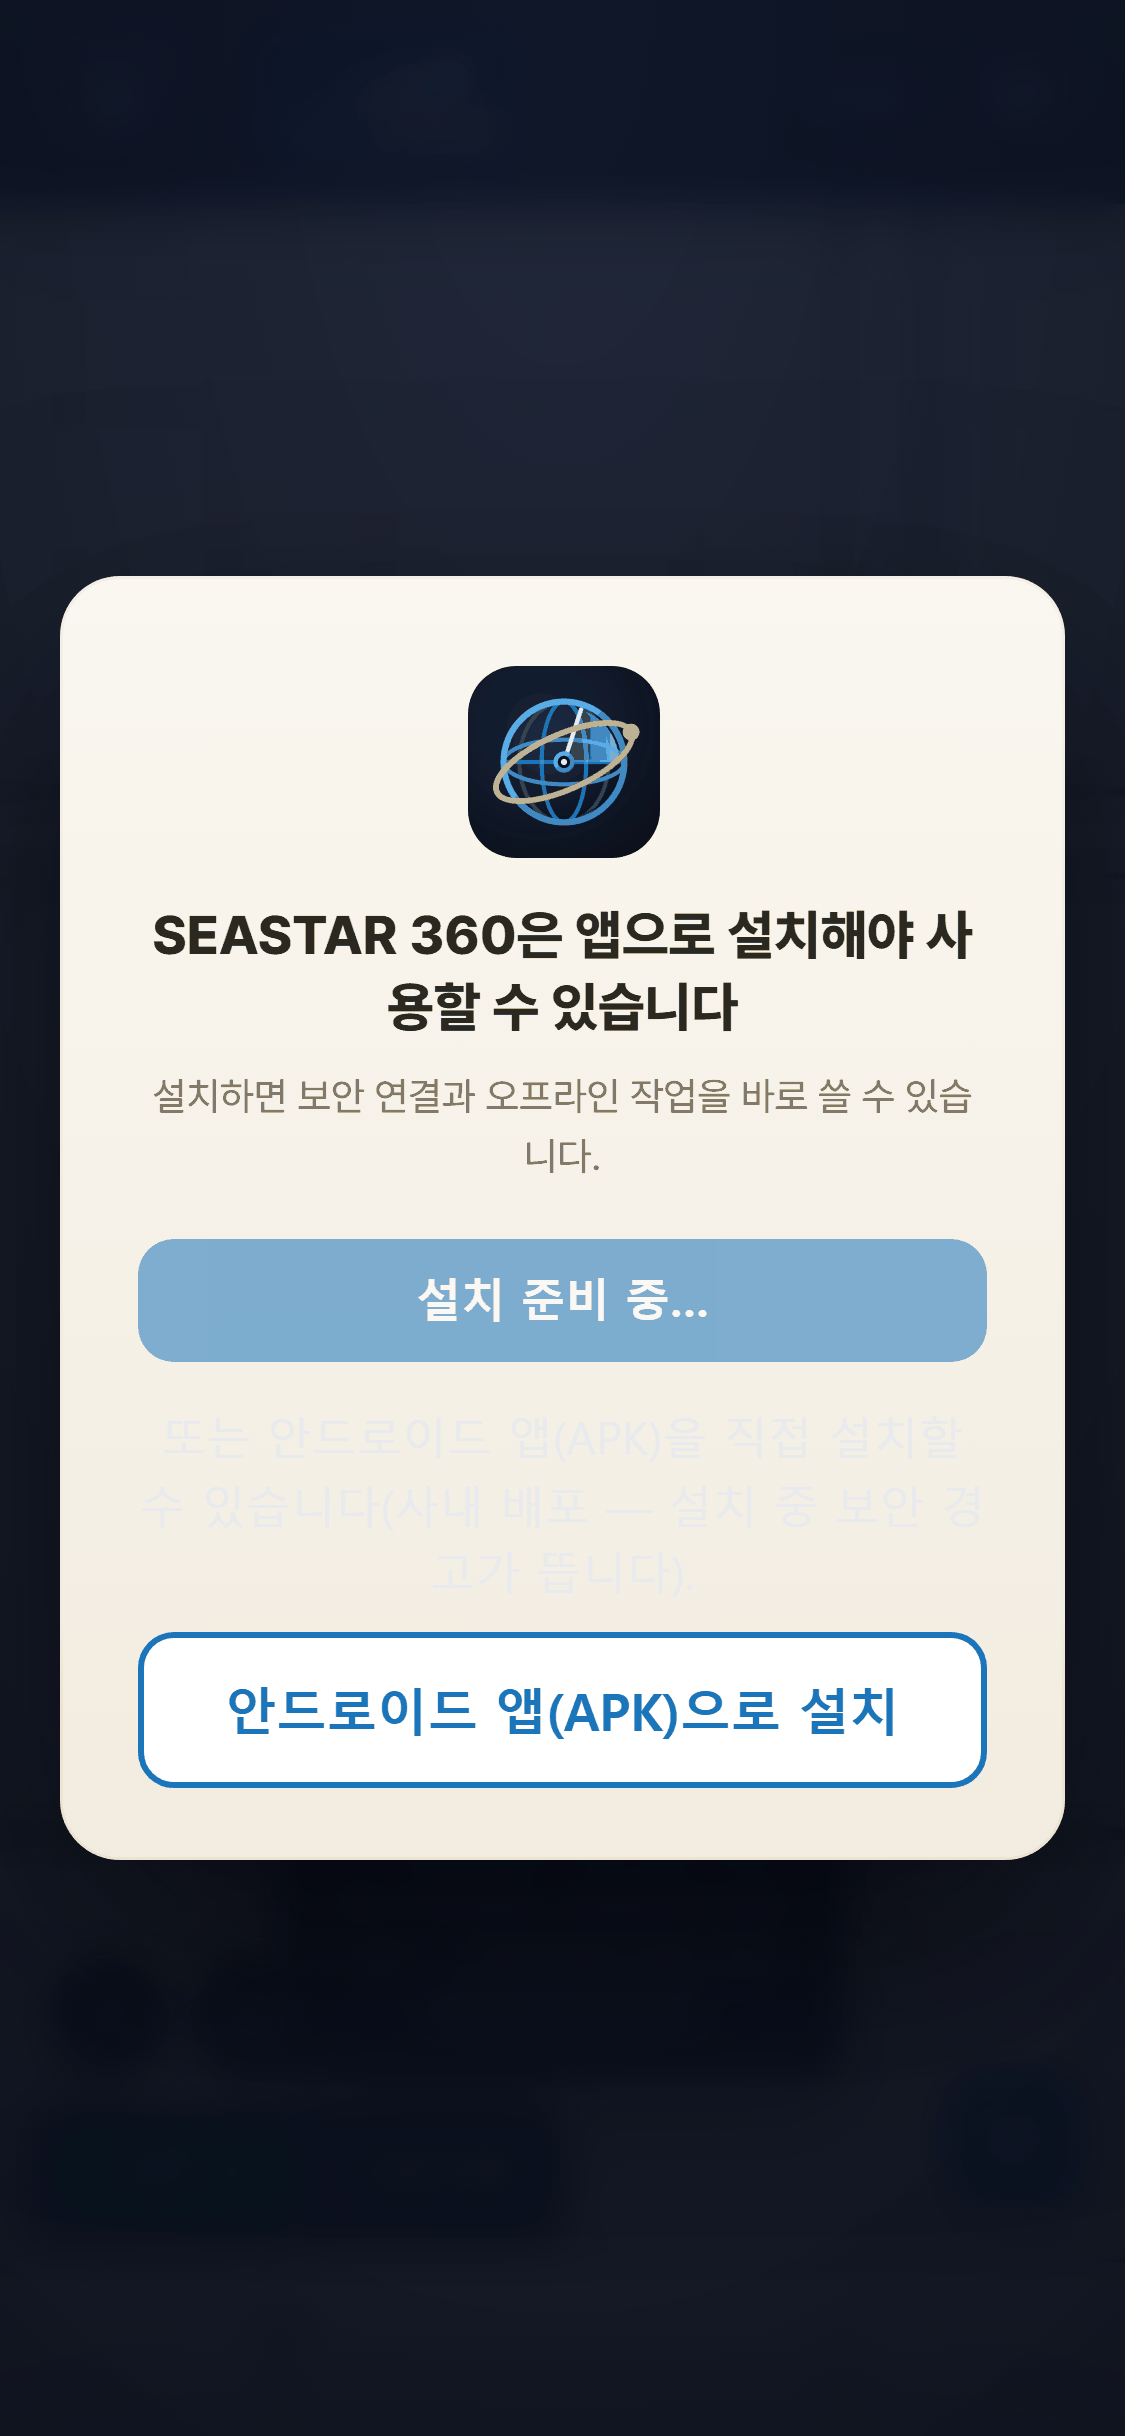 SEASTAR 360은 앱으로 설치해야 사
용할 수 있습니다
설치하면 보안 연결과 오프라인 작업을 바로 쓸 수 있습
니다.
설치 준비 중...
또는 안드로이드 앱(APK)을 직접 설치할
수 있습니다(사내 배포 — 설치 중 보안 경
고가 뜹니다).
안드로이드 앱(APK)으로 설치